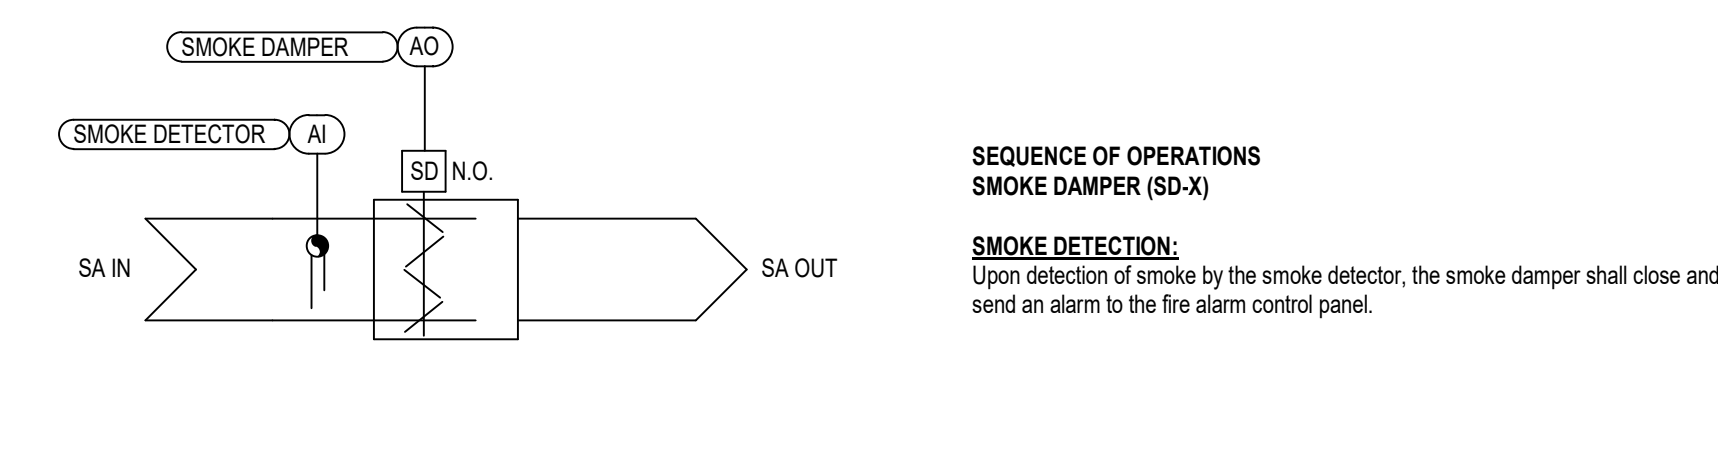 SMOKE DAMPER AO
SMOKE DETECTOR AI
SD N.O.
SA IN
SA OUT
SEQUENCE OF OPERATIONS
SMOKE DAMPER (SD-X)
SMOKE DETECTION:
Upon detection of smoke by the smoke detector, the smoke damper shall close and
send an alarm to the fire alarm control panel.